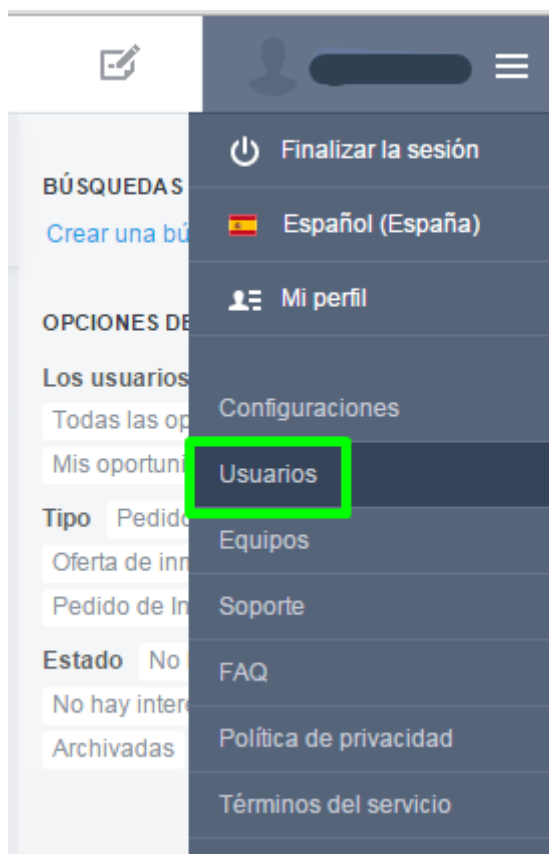 Finalizar la sesión
BÚSQUEDAS
Crear una bú
Español (España)
Mi perfil
OPCIONES DE
Los usuarios
Todas las op
Mis oportuni
Tipo Pedido
Oferta de inm
Pedido de In
Estado No
No hay inter
Archivadas
Configuraciones
Usuarios
Equipos
Soporte
FAQ
Política de privacidad
Términos del servicio